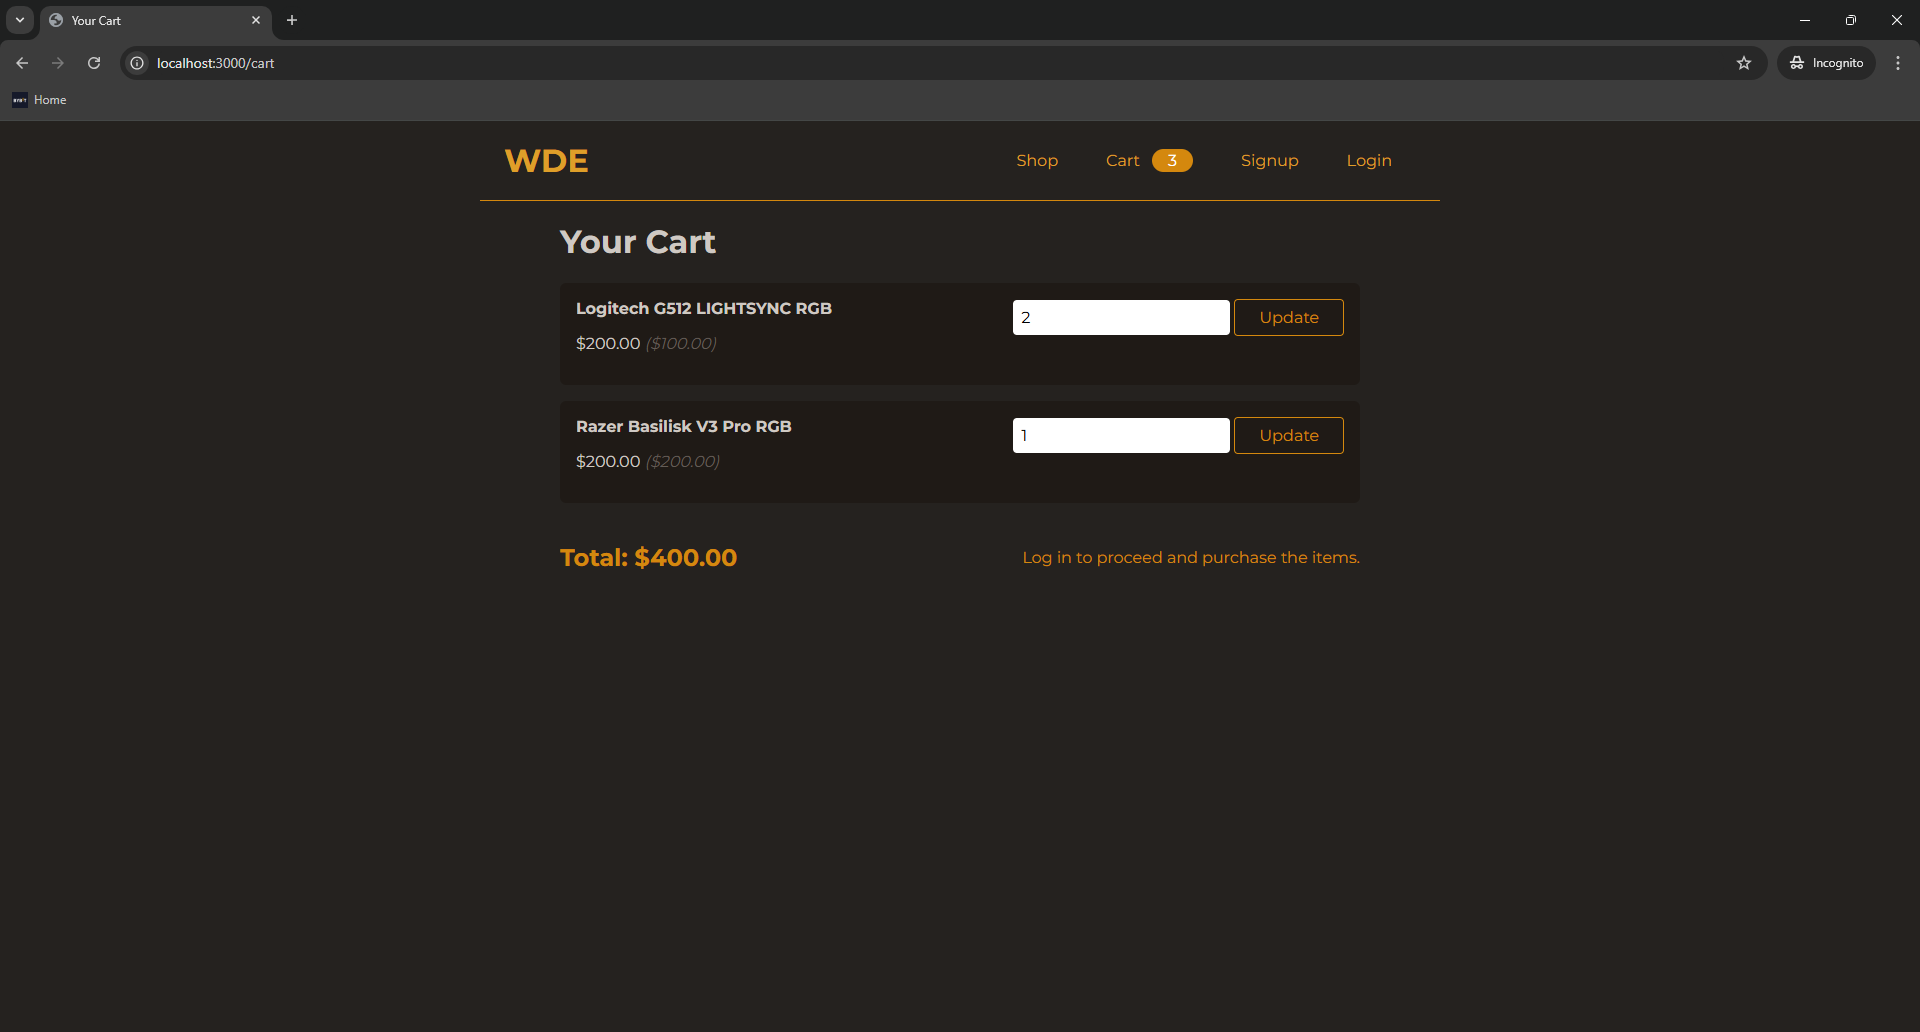 Your Cart
localhost:3000/cart
Incognito
Home
WDE
Shop
Cart 3
Signup
Login
Your Cart
Logitech G512 LIGHTSYNC RGB
$200.00 ($100.00)
2
Update
Razer Basilisk V3 Pro RGB
$200.00 ($200.00)
1
Update
Total: $400.00
Log in to proceed and purchase the items.